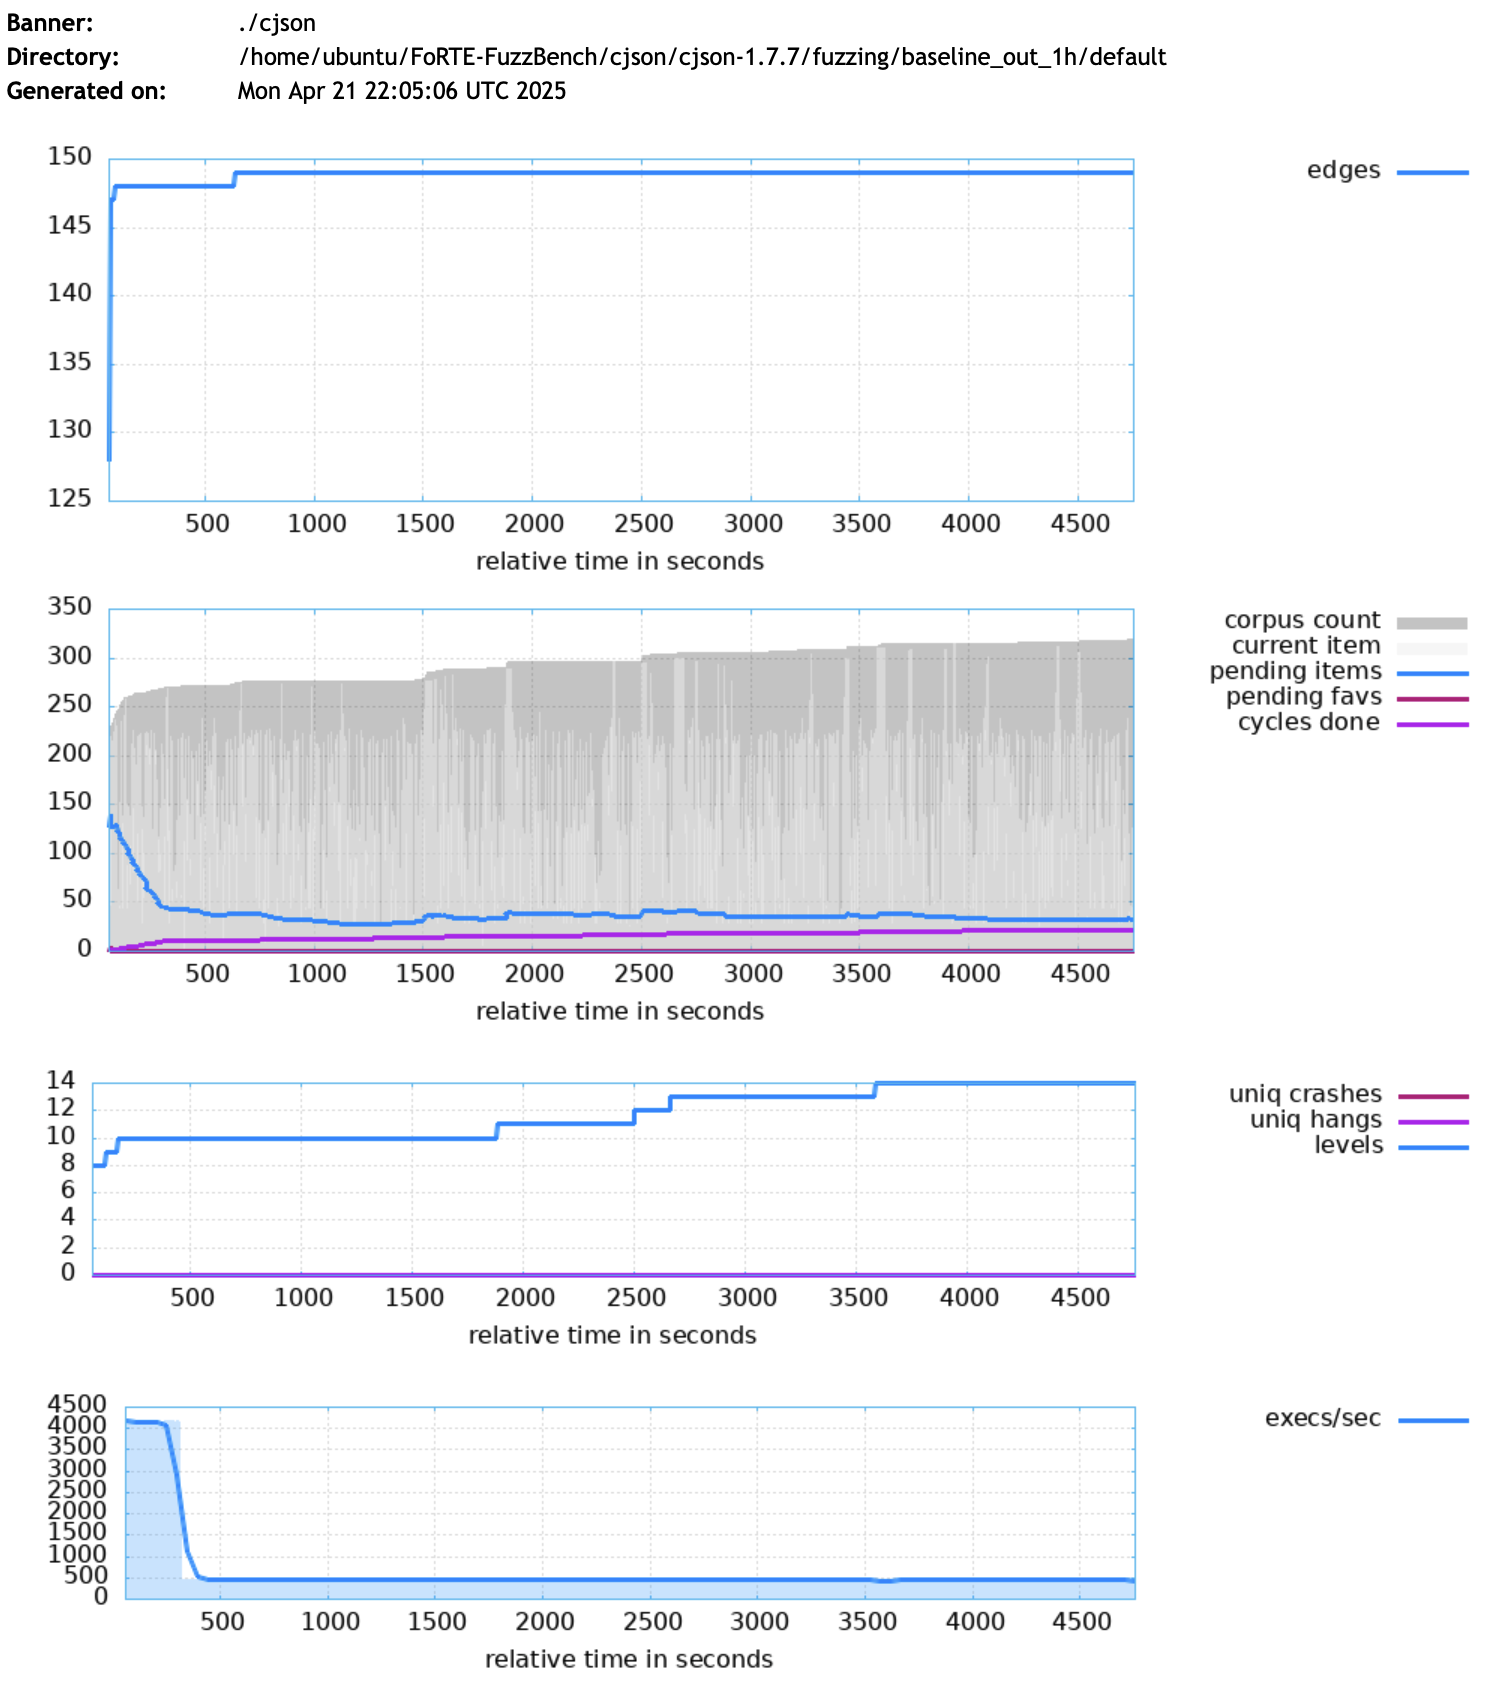 Banner: ./cjson
Directory: /home/ubuntu/FoRTE-FuzzBench/cjson/cjson-1.7.7/fuzzing/baseline_out_1h/default
Generated on: Mon Apr 21 22:05:06 UTC 2025
150
145
140
135
130
125
500 1000 1500 2000 2500 3000 3500 4000 4500
relative time in seconds
edges
350
300
250
200
150
100
50
0
500 1000 1500 2000 2500 3000 3500 4000 4500
relative time in seconds
corpus count
current item
pending items
pending favs
cycles done
14
12
10
8
6
4
2
0
500 1000 1500 2000 2500 3000 3500 4000 4500
relative time in seconds
uniq crashes
uniq hangs
levels
4500
4000
3500
3000
2500
2000
1500
1000
500
0
500 1000 1500 2000 2500 3000 3500 4000 4500
relative time in seconds
execs/sec